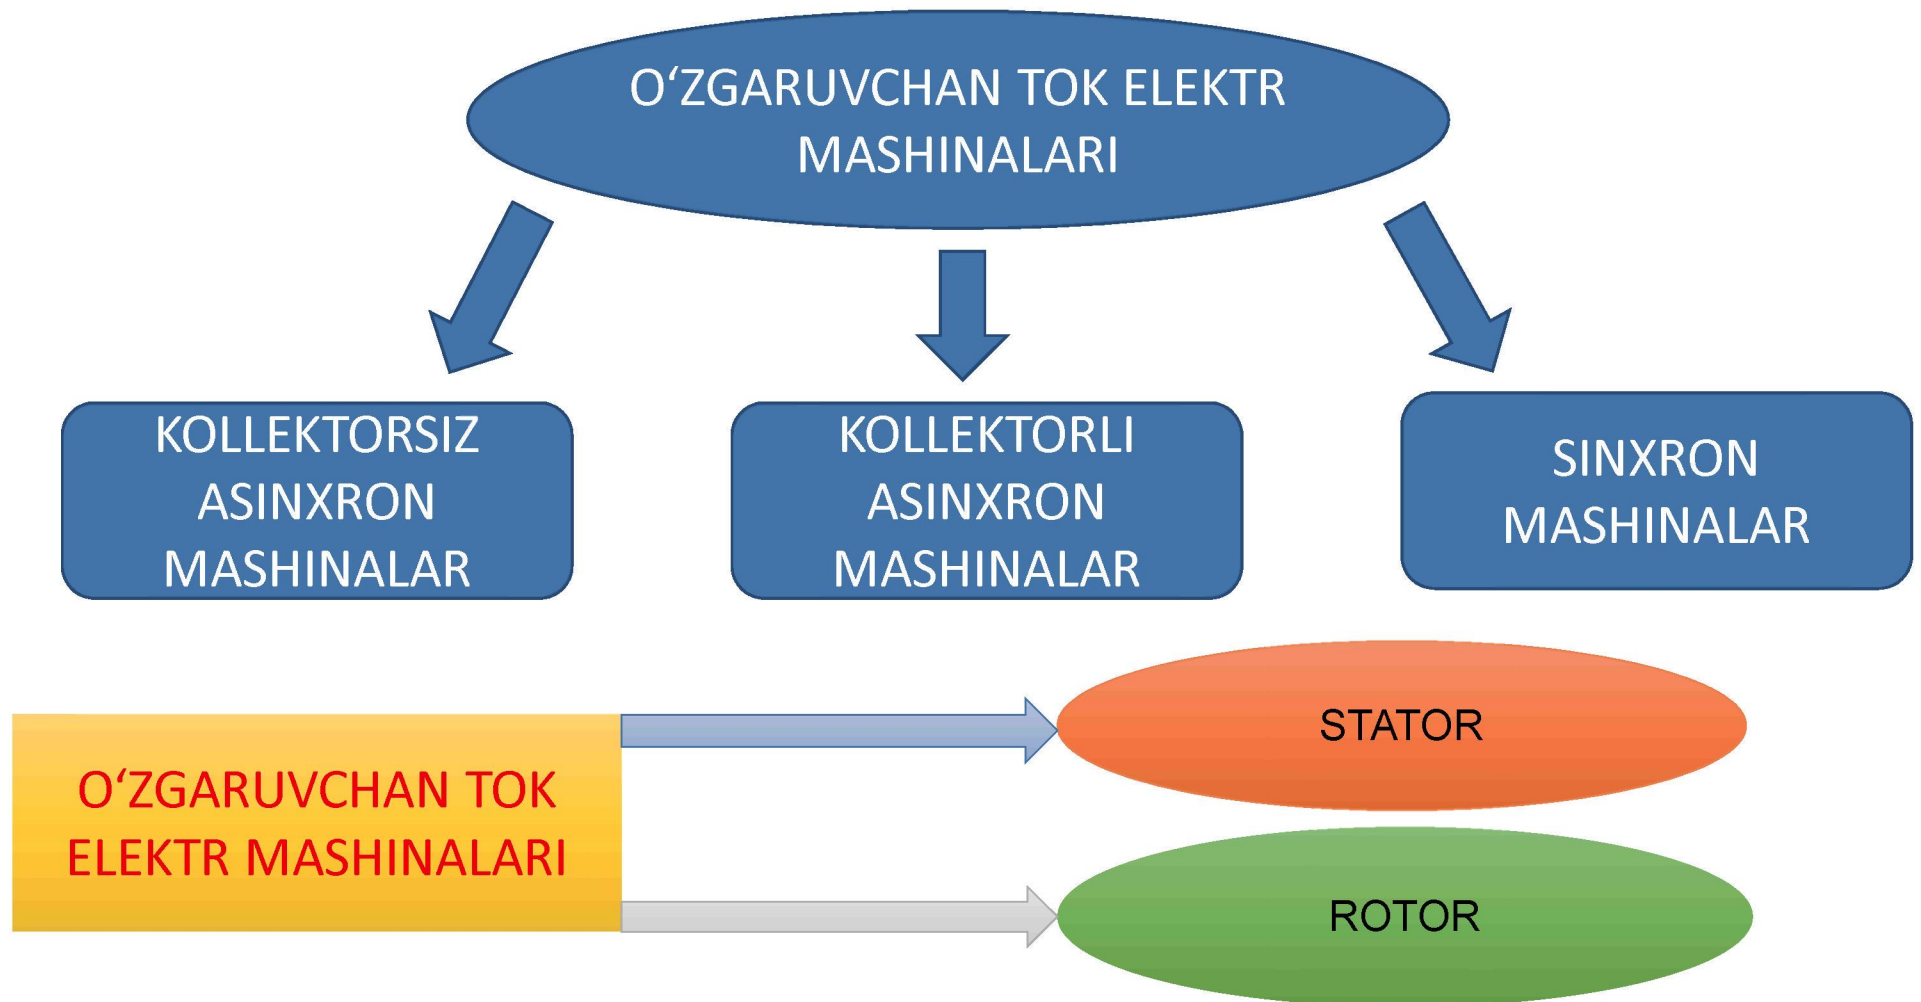 O‘ZGARUVCHAN TOK ELEKTR
MASHINALARI
KOLLEKTORSIZ
ASINXRON
MASHINALAR
KOLLEKTORLI
ASINXRON
MASHINALAR
SINXRON
MASHINALAR
O‘ZGARUVCHAN TOK
ELEKTR MASHINALARI
STATOR
ROTOR